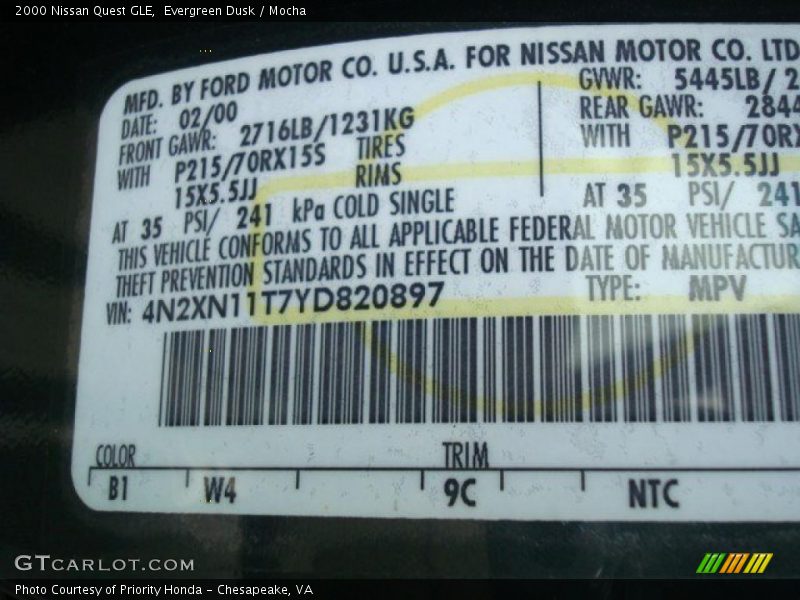 2000 Nissan Quest GLE, Evergreen Dusk / Mocha
MFD. BY FORD MOTOR CO. U.S.A. FOR NISSAN MOTOR CO. LTD
DATE: 02/00 GVWR: 5445LB/ 2
FRONT GAWR: 2716LB/1231KG REAR GAWR: 2844
WITH P215/70RX15S TIRES WITH P215/70RX
15X5.5JJ RIMS 15X5.5JJ
AT 35 PSI/ 241 kPa COLD SINGLE AT 35 PSI/ 241
THIS VEHICLE CONFORMS TO ALL APPLICABLE FEDERAL MOTOR VEHICLE SA
THEFT PREVENTION STANDARDS IN EFFECT ON THE DATE OF MANUFACTUR
VIN: 4N2XN11T7YD820897 TYPE: MPV
COLOR TRIM
B1 W4 9C NTC
GTCARLOT.COM
Photo Courtesy of Priority Honda - Chesapeake, VA